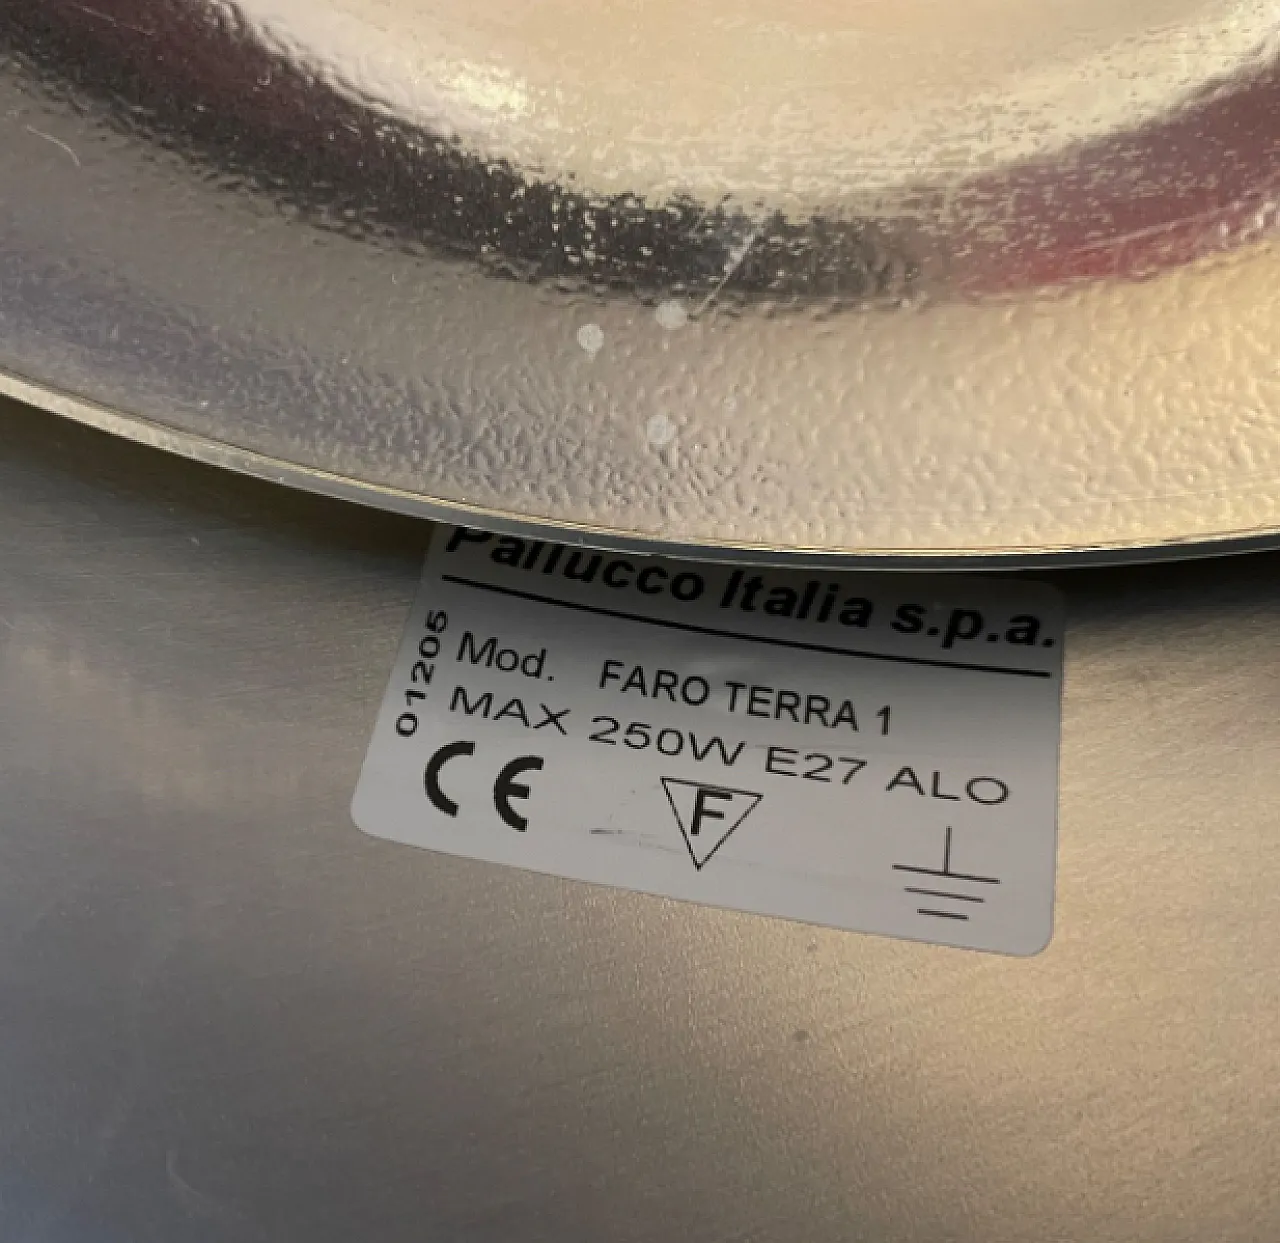 Pallucco Italia s.p.a.
01205
Mod. FARO TERRA 1
MAX 250W E27 ALO
CE
F